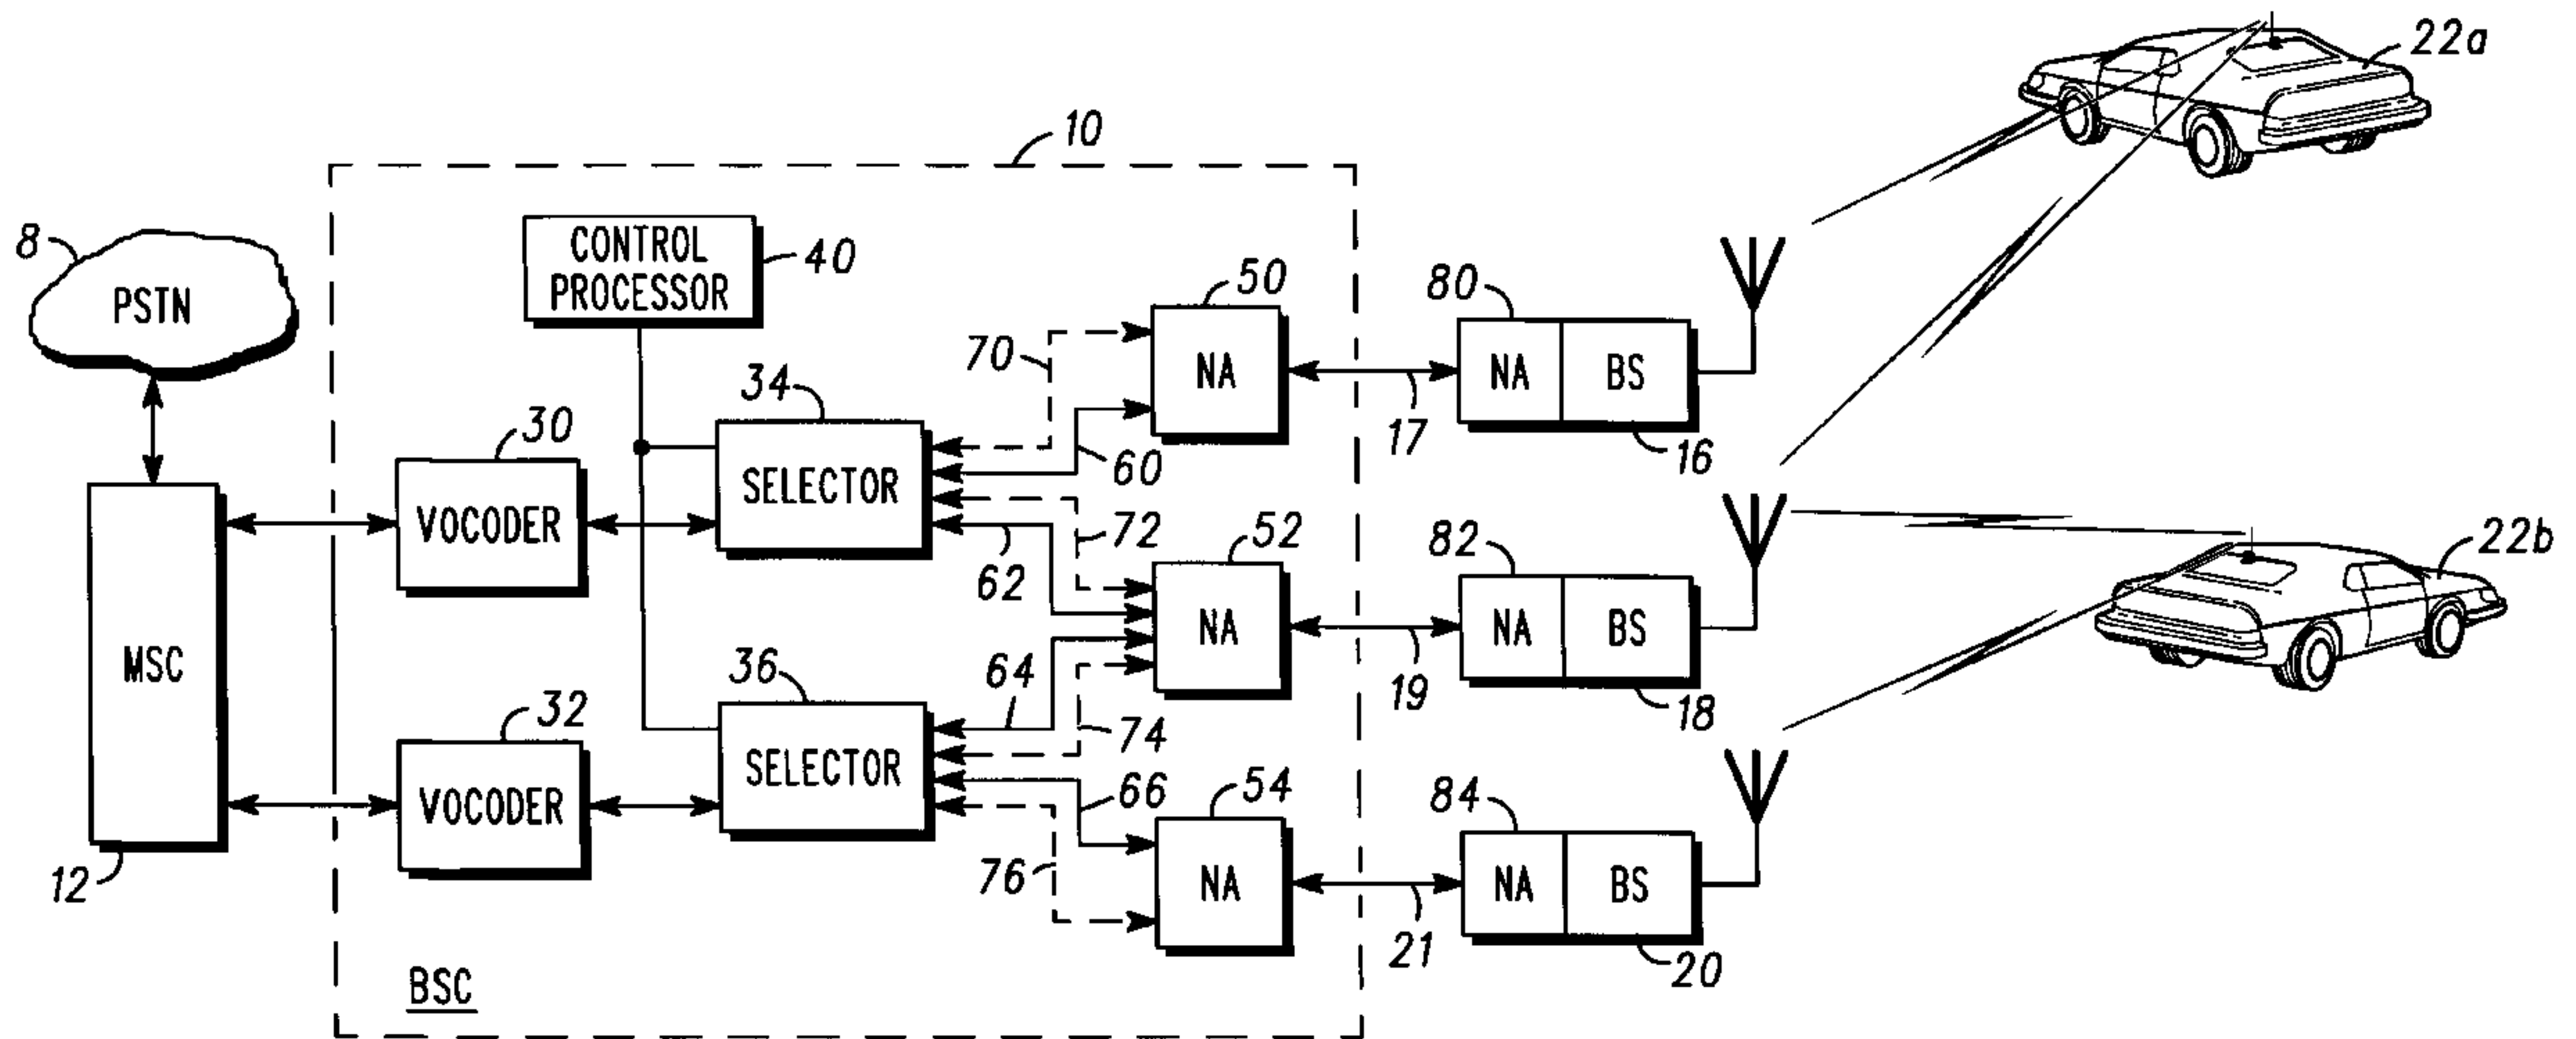 22a
10
8
PSTN
CONTROL
PROCESSOR
40
50
80
70
NA
NA
BS
34
17
16
60
30
SELECTOR
VOCODER
72
52
82
22b
62
MSC
NA
NA
BS
36
64
19
18
32
74
SELECTOR
VOCODER
66
54
84
12
76
NA
NA
BS
21
20
BSC